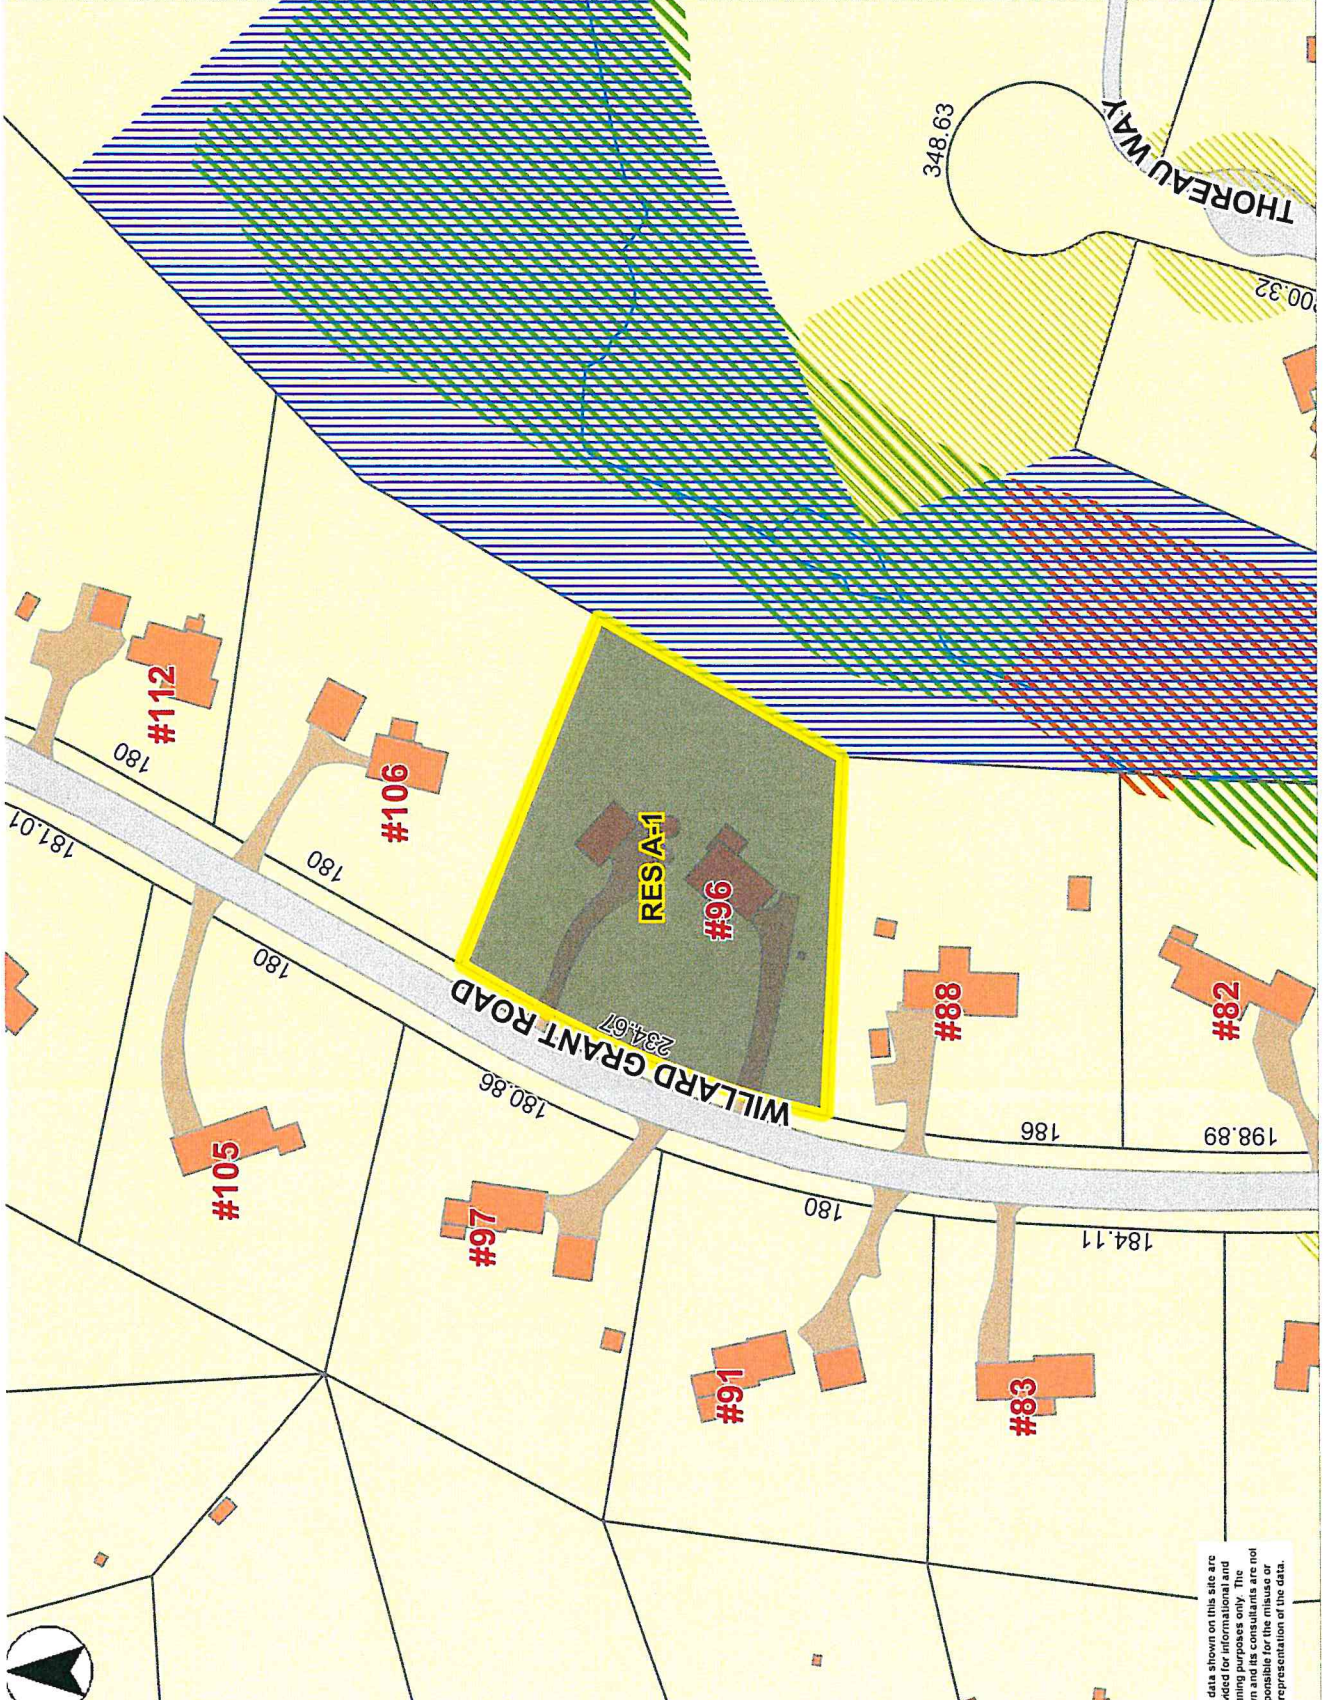 348.63
THOREAU WAY
200.32
#112
180
181.01
#106
180
180
RES A-1
#96
WILLARD GRANT ROAD
234.67
180.86
#105
#97
#88
#82
186
198.89
180
184.11
#91
#83
data shown on this site are
vided for informational and
ning purposes only. The
n and its consultants are not
onsible for the misuse or
representation of the data.